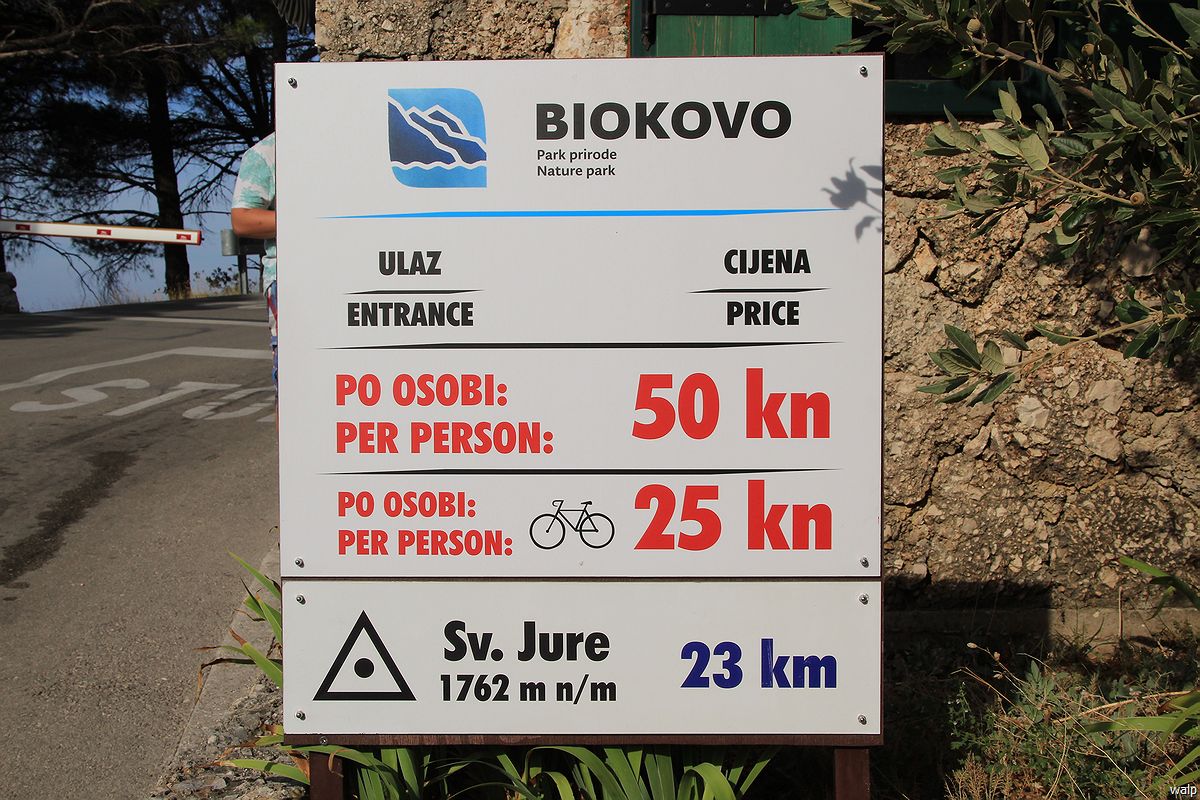 BIOKOVO
Park prirode
Nature park
ULAZ
ENTRANCE
CIJENA
PRICE
PO OSOBI:
PER PERSON:
50 kn
PO OSOBI:
PER PERSON:
25 kn
Sv. Jure
1762 m n/m
23 km
walp